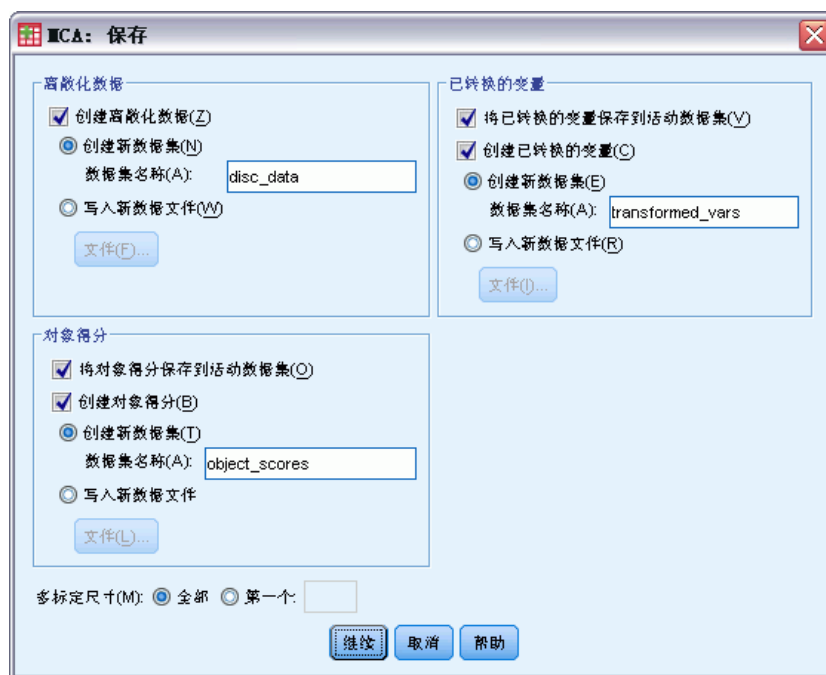 MCA: 保存
离散化数据
创建离散化数据(Z)
创建新数据集(N)
数据集名称(A): disc_data
写入新数据文件(W)
文件(F)...
已转换的变量
将已转换的变量保存到活动数据集(V)
创建已转换的变量(C)
创建新数据集(E)
数据集名称(A): transformed_vars
写入新数据文件(R)
文件(I)...
对象得分
将对象得分保存到活动数据集(O)
创建对象得分(B)
创建新数据集(T)
数据集名称(A): object_scores
写入新数据文件
文件(L)...
多标定尺寸(M): 全部 第一个:
继续 取消 帮助